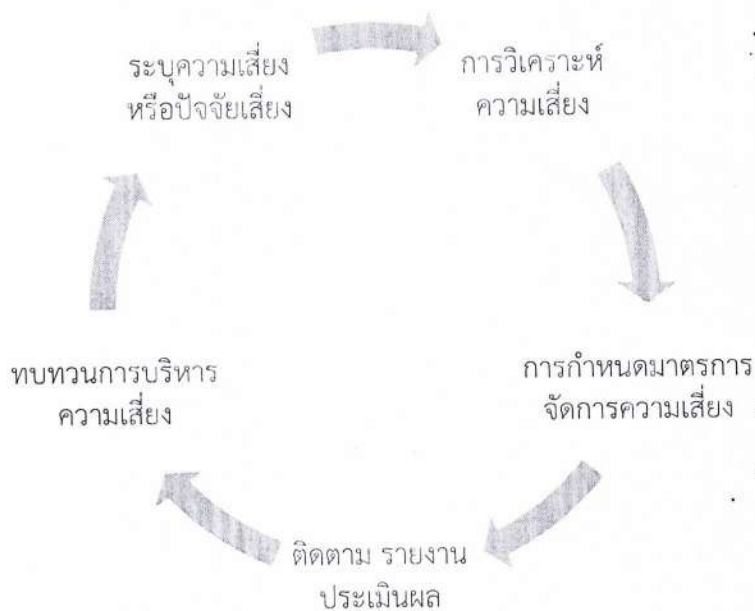 ระบุความเสี่ยง
หรือปัจจัยเสี่ยง
การวิเคราะห์
ความเสี่ยง
การกำหนดมาตรการ
จัดการความเสี่ยง
ติดตาม รายงาน
ประเมินผล
ทบทวนการบริหาร
ความเสี่ยง